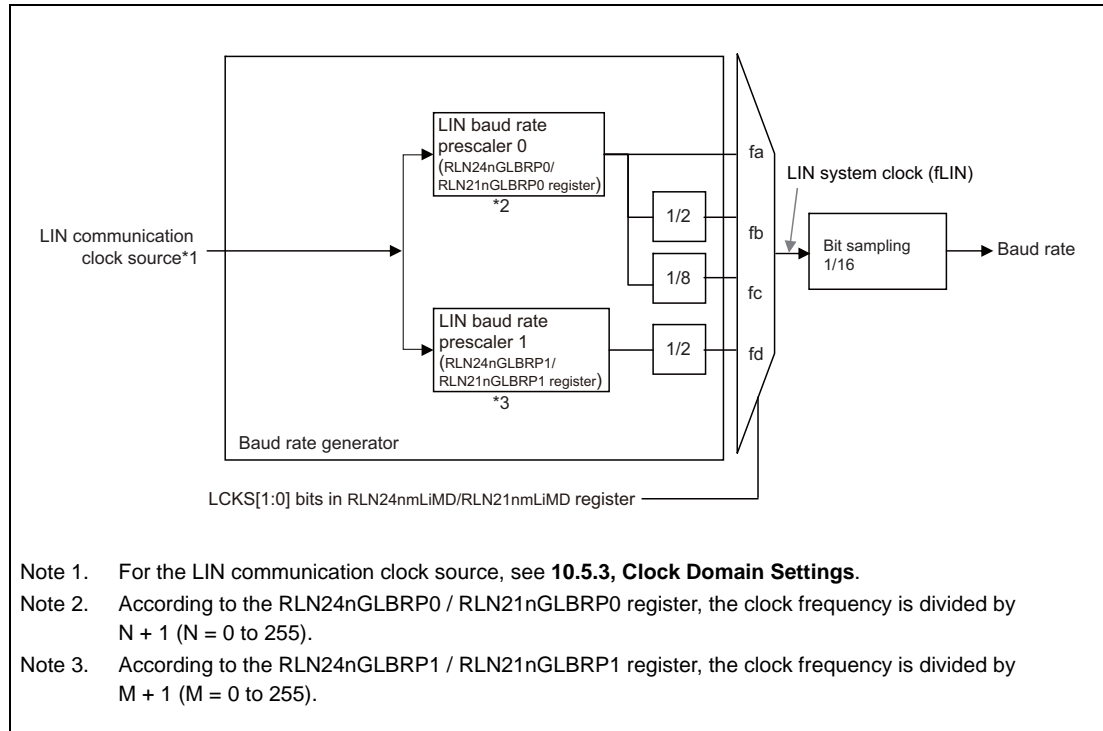 LIN baud rate
prescaler 0
(RLN24nGLBRP0/
RLN21nGLBRP0 register)
*2
fa
LIN system clock (fLIN)
1/2
fb
LIN communication
clock source*1
Bit sampling
1/16
Baud rate
1/8
fc
LIN baud rate
prescaler 1
(RLN24nGLBRP1/
RLN21nGLBRP1 register)
*3
1/2
fd
Baud rate generator
LCKS[1:0] bits in RLN24nmLiMD/RLN21nmLiMD register
Note 1. For the LIN communication clock source, see 10.5.3, Clock Domain Settings.
Note 2. According to the RLN24nGLBRP0 / RLN21nGLBRP0 register, the clock frequency is divided by
N + 1 (N = 0 to 255).
Note 3. According to the RLN24nGLBRP1 / RLN21nGLBRP1 register, the clock frequency is divided by
M + 1 (M = 0 to 255).